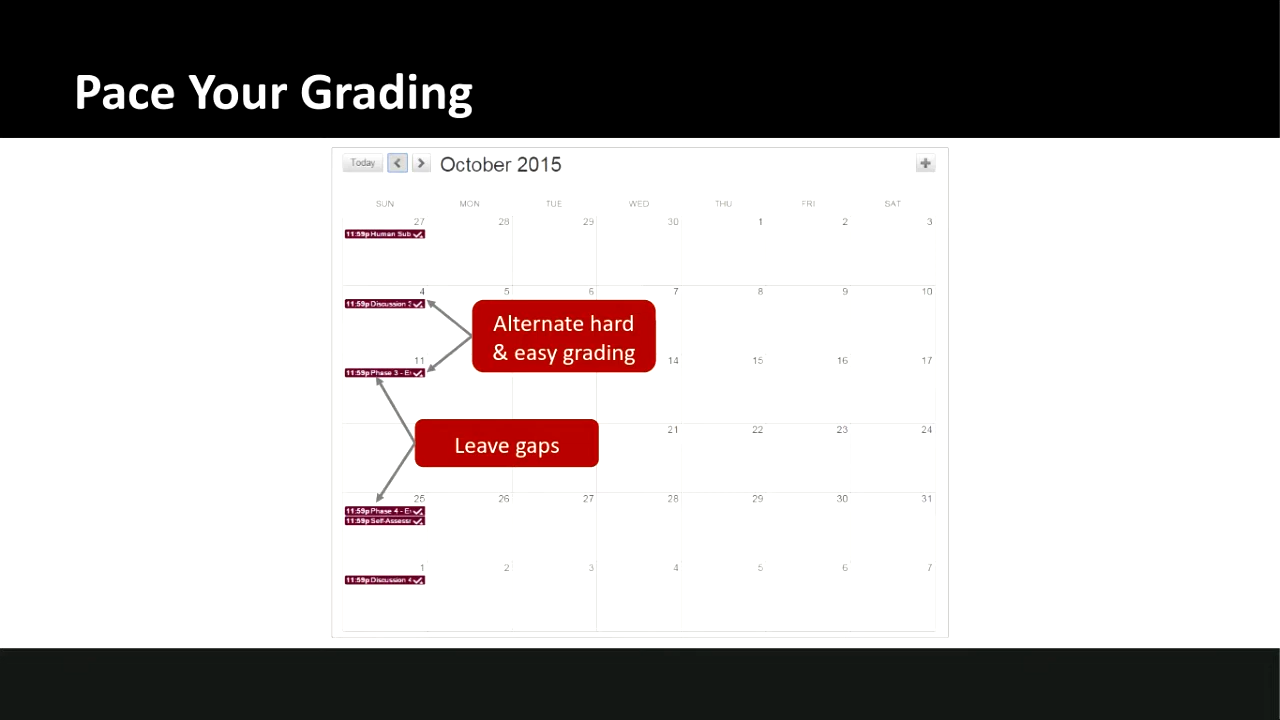 Pace Your Grading
Today
October 2015
SUN MON TUE WED THU FRI SAT
27 28 29 30 1 2 3
11:59p Human Sub
4 5 6 7 8 9 10
11:59p Discussion
Alternate hard
& easy grading
11 14 15 16 17
11:59p Phase 3 - E
Leave gaps
21 22 23 24
25 26 27 28 29 30 31
11:59p Phase 4 - E
11:59p Self-Assess
1 2 3 4 5 6 7
11:59p Discussion 4